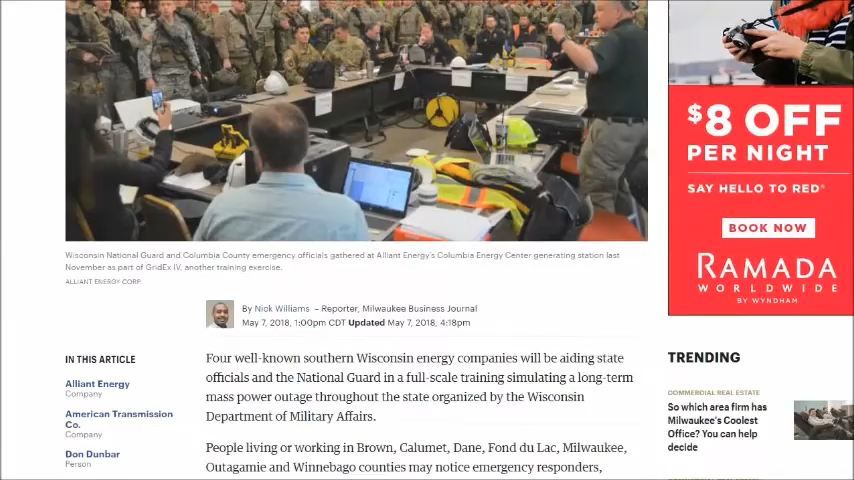 Wisconsin National Guard and Columbia County emergency officials gathered at Alliant Energy's Columbia Energy Center generating station last
November as part of GridEx IV, another training exercise.
ALLIANT ENERGY CORP.
By Nick Williams – Reporter, Milwaukee Business Journal
May 7, 2018, 1:00pm CDT Updated May 7, 2018, 4:18pm
IN THIS ARTICLE
Alliant Energy
Company
American Transmission
Co.
Company
Don Dunbar
Person
Four well-known southern Wisconsin energy companies will be aiding state
officials and the National Guard in a full-scale training simulating a long-term
mass power outage throughout the state organized by the Wisconsin
Department of Military Affairs.
People living or working in Brown, Calumet, Dane, Fond du Lac, Milwaukee,
Outagamie and Winnebago counties may notice emergency responders,
$8 OFF
PER NIGHT
SAY HELLO TO RED®
BOOK NOW
RAMADA
WORLDWIDE
BY WYNDHAM
TRENDING
COMMERCIAL REAL ESTATE
So which area firm has
Milwaukee's Coolest
Office? You can help
decide